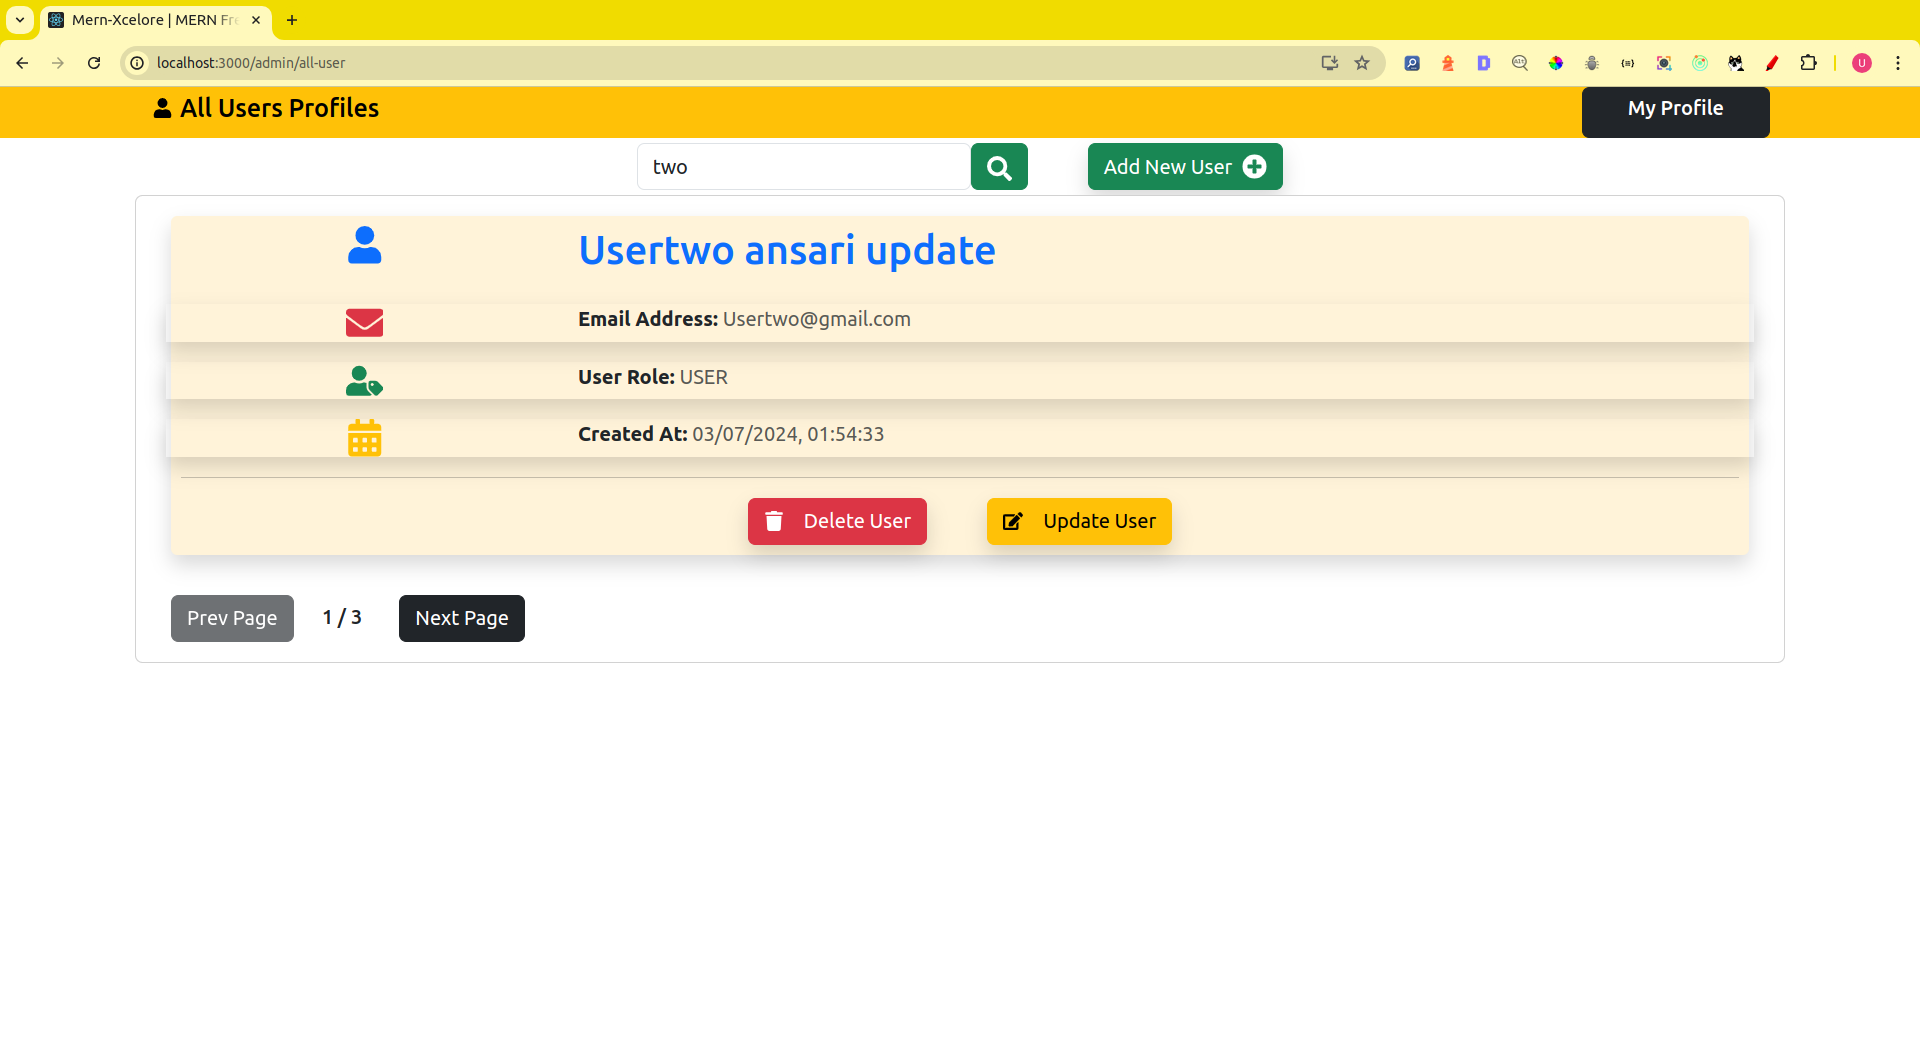 Mern-Xcelore | MERN Fre
localhost:3000/admin/all-user
U
All Users Profiles
My Profile
two
Add New User
Usertwo ansari update
Email Address: Usertwo@gmail.com
User Role: USER
Created At: 03/07/2024, 01:54:33
Delete User
Update User
Prev Page
1 / 3
Next Page